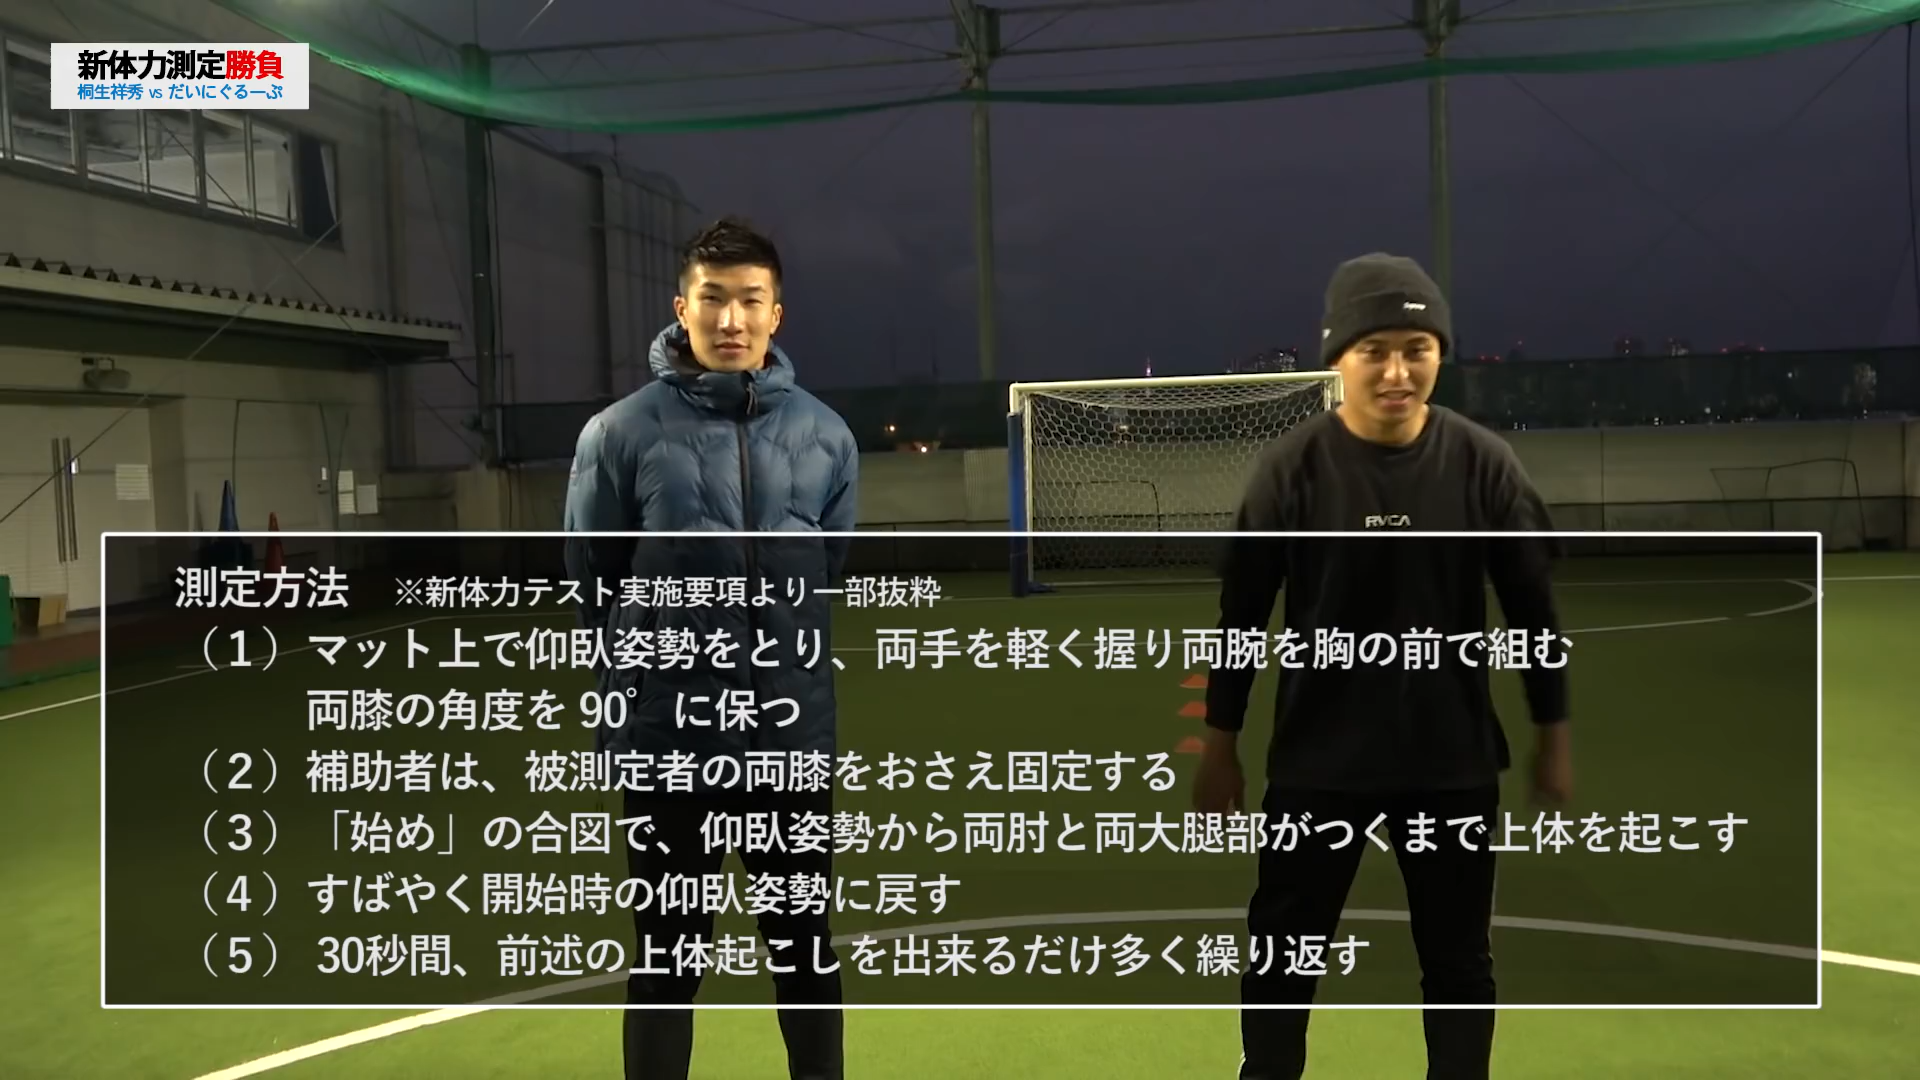 新体力測定勝負
桐生祥秀 vs だいにぐるーぷ
RVCA
測定方法　※新体力テスト実施要項より一部抜粋
（1）マット上で仰臥姿勢をとり、両手を軽く握り両腕を胸の前で組む
両膝の角度を 90°に保つ
（2）補助者は、被測定者の両膝をおさえ固定する
（3）「始め」の合図で、仰臥姿勢から両肘と両大腿部がつくまで上体を起こす
（4）すばやく開始時の仰臥姿勢に戻す
（5）30秒間、前述の上体起こしを出来るだけ多く繰り返す